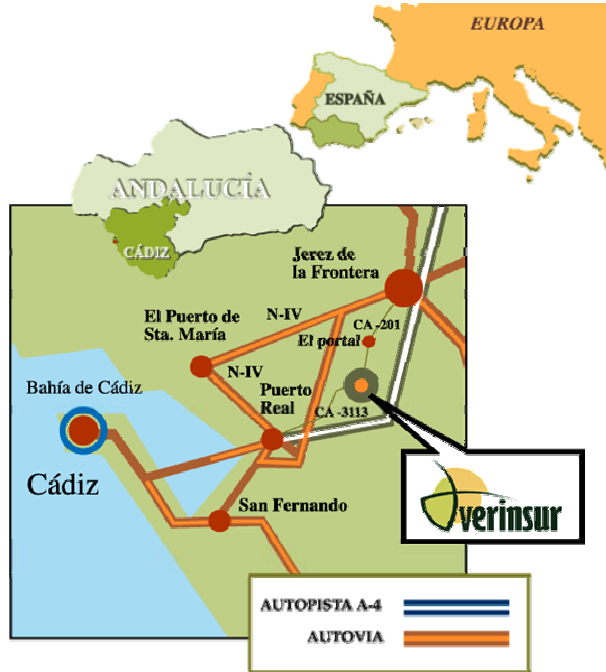 EUROPA
ESPAÑA
ANDALUCÍA
CÁDIZ
Jerez de
la Frontera
El Puerto de
Sta. María
N-IV
CA -201
El portal
N-IV
Puerto
Real
Bahía de Cádiz
CA -3113
Cádiz
San Fernando
verinsur
AUTOPISTA A-4
AUTOVIA